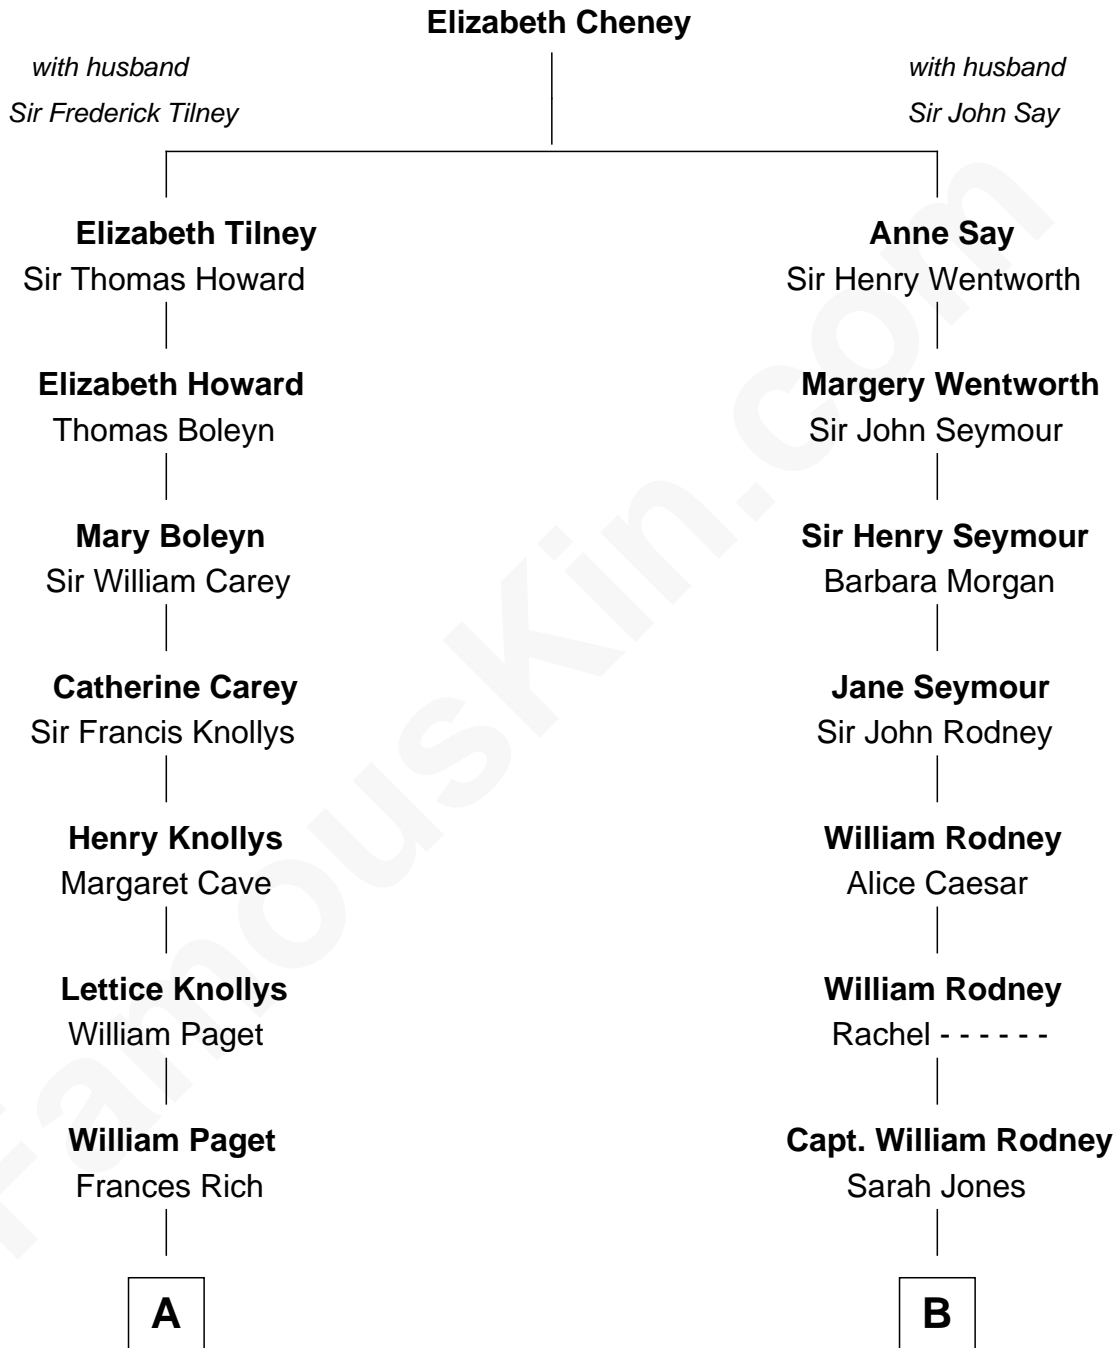 Elizabeth Cheney
with husband
Sir Frederick Tilney
with husband
Sir John Say
Elizabeth Tilney
Sir Thomas Howard
Anne Say
Sir Henry Wentworth
Elizabeth Howard
Thomas Boleyn
Margery Wentworth
Sir John Seymour
Mary Boleyn
Sir William Carey
Sir Henry Seymour
Barbara Morgan
Catherine Carey
Sir Francis Knollys
Jane Seymour
Sir John Rodney
Henry Knollys
Margaret Cave
William Rodney
Alice Caesar
Lettice Knollys
William Paget
William Rodney
Rachel - - - - - -
William Paget
Frances Rich
Capt. William Rodney
Sarah Jones
A
B
FamousKin.com